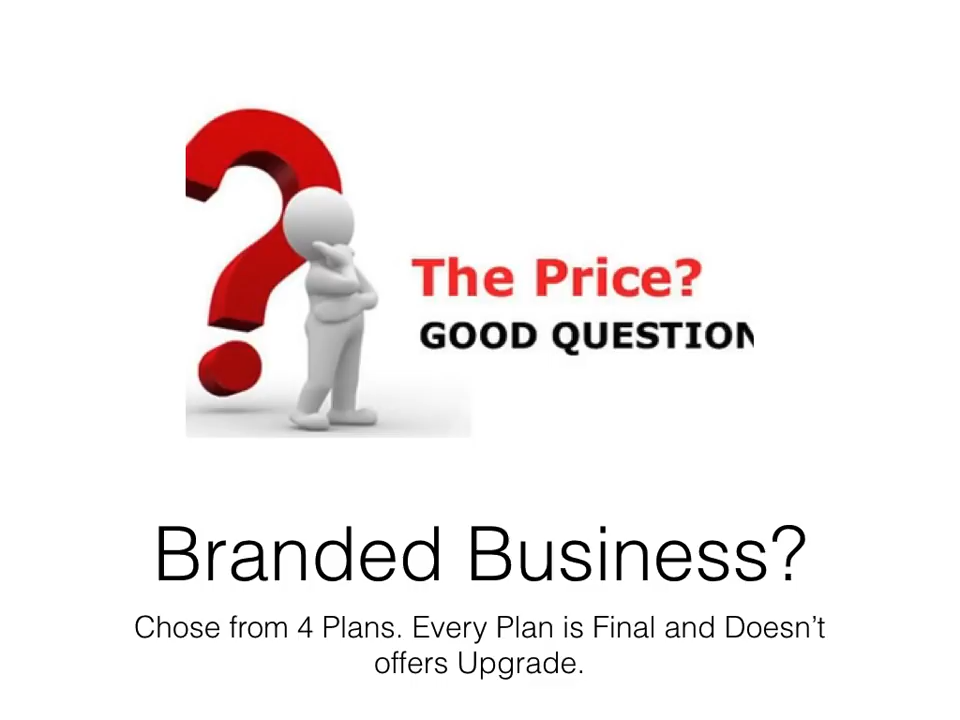 The Price?
GOOD QUESTION
Branded Business?
Chose from 4 Plans. Every Plan is Final and Doesn’t
offers Upgrade.